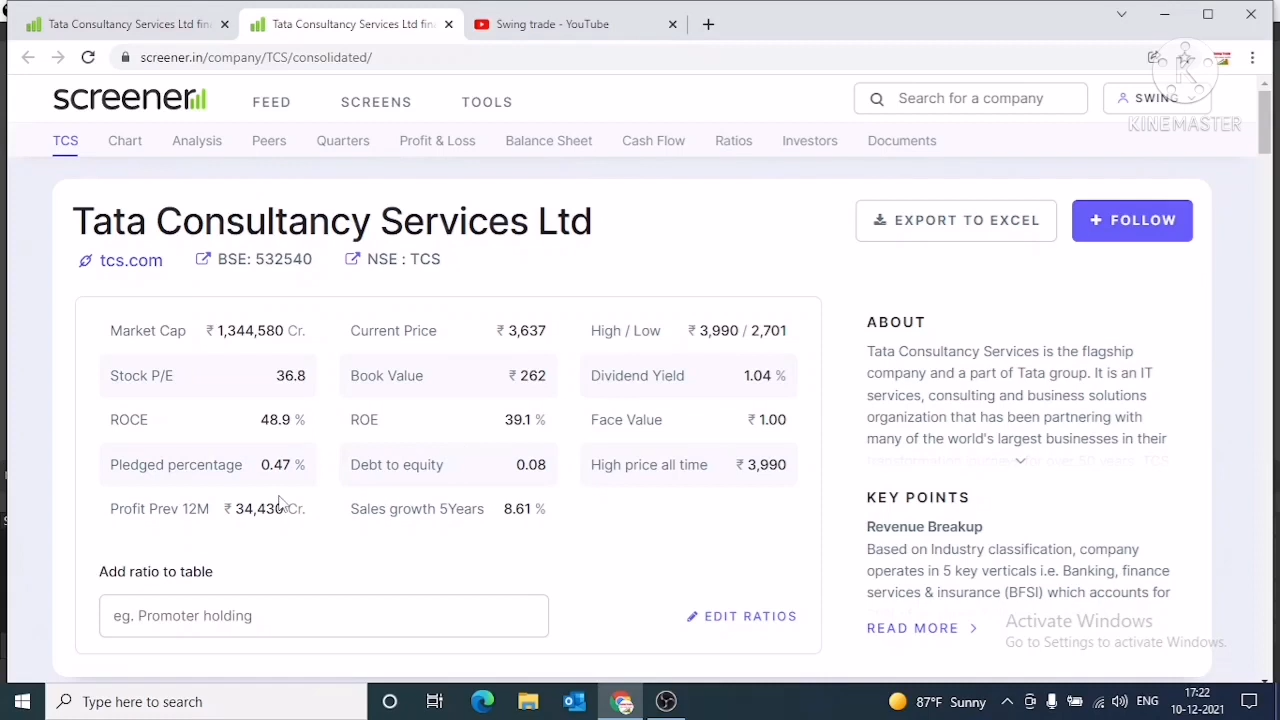 Tata Consultancy Services Ltd fin
Tata Consultancy Services Ltd fin
Swing trade - YouTube
screener.in/company/TCS/consolidated/
screener
FEED SCREENS TOOLS
Search for a company
SWING
KINEMASTER
TCS Chart Analysis Peers Quarters Profit & Loss Balance Sheet Cash Flow Ratios Investors Documents
Tata Consultancy Services Ltd
EXPORT TO EXCEL
+ FOLLOW
tcs.com BSE: 532540 NSE : TCS
Market Cap ₹ 1,344,580 Cr. Current Price ₹ 3,637 High / Low ₹ 3,990 / 2,701
Stock P/E 36.8 Book Value ₹ 262 Dividend Yield 1.04 %
ROCE 48.9 % ROE 39.1 % Face Value ₹ 1.00
Pledged percentage 0.47 % Debt to equity 0.08 High price all time ₹ 3,990
Profit Prev 12M ₹ 34,430 Cr. Sales growth 5Years 8.61 %
Add ratio to table
eg. Promoter holding
EDIT RATIOS
ABOUT
Tata Consultancy Services is the flagship
company and a part of Tata group. It is an IT
services, consulting and business solutions
organization that has been partnering with
many of the world's largest businesses in their
transformation journeys for over 50 years. TCS
KEY POINTS
Revenue Breakup
Based on Industry classification, company
operates in 5 key verticals i.e. Banking, finance
services & insurance (BFSI) which accounts for
READ MORE
Activate Windows
Go to Settings to activate Windows.
Type here to search
87°F Sunny
ENG
17:22
10-12-2021